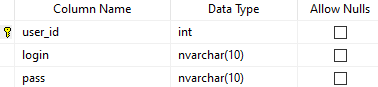 Column Name Data Type Allow Nulls
user_id int
login nvarchar(10)
pass nvarchar(10)